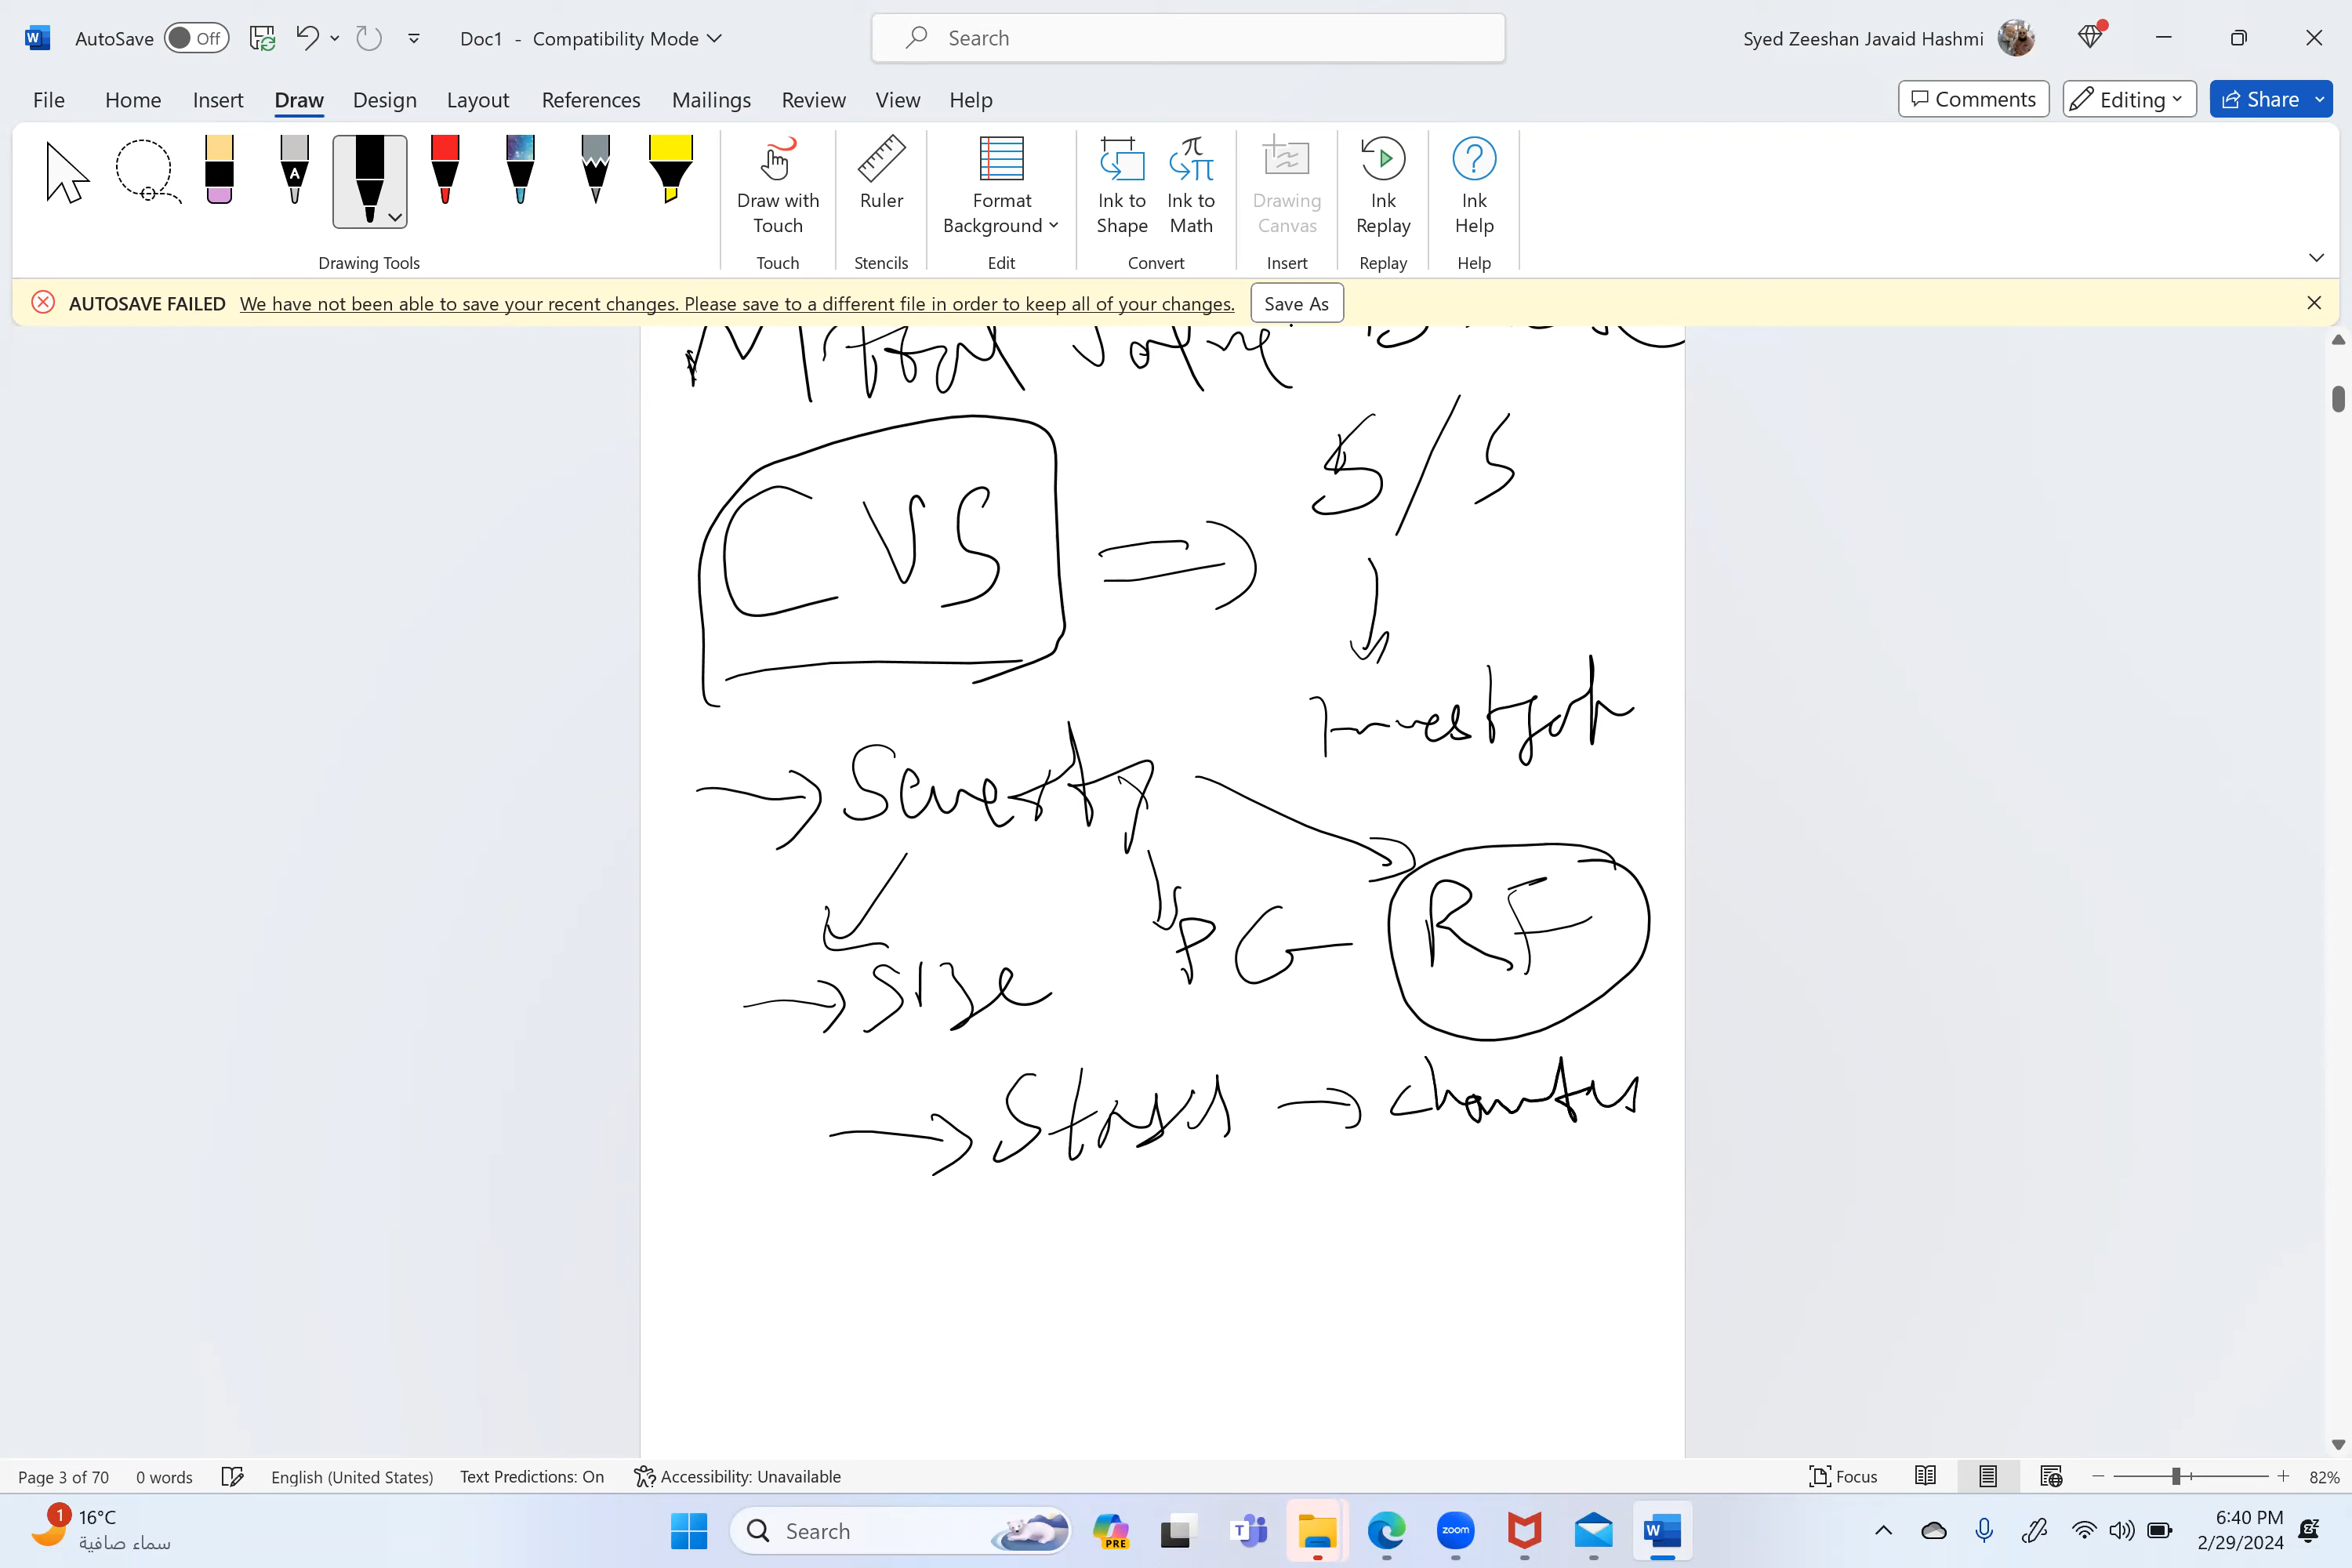 AutoSave Off Doc1 - Compatibility Mode Search Syed Zeeshan Javaid Hashmi
File Home Insert Draw Design Layout References Mailings Review View Help Comments Editing Share
A
Draw with Touch Ruler Format Background Ink to Shape Ink to Math Drawing Canvas Ink Replay Ink Help
Drawing Tools Touch Stencils Edit Convert Insert Replay Help
AUTOSAVE FAILED We have not been able to save your recent changes. Please save to a different file in order to keep all of your changes. Save As
S/S
CVS
Severity
PG RF
Size
Page 3 of 70 0 words English (United States) Text Predictions: On Accessibility: Unavailable Focus 82%
1 16°C
سماء صافية
Search PRE zoom
6:40 PM
2/29/2024